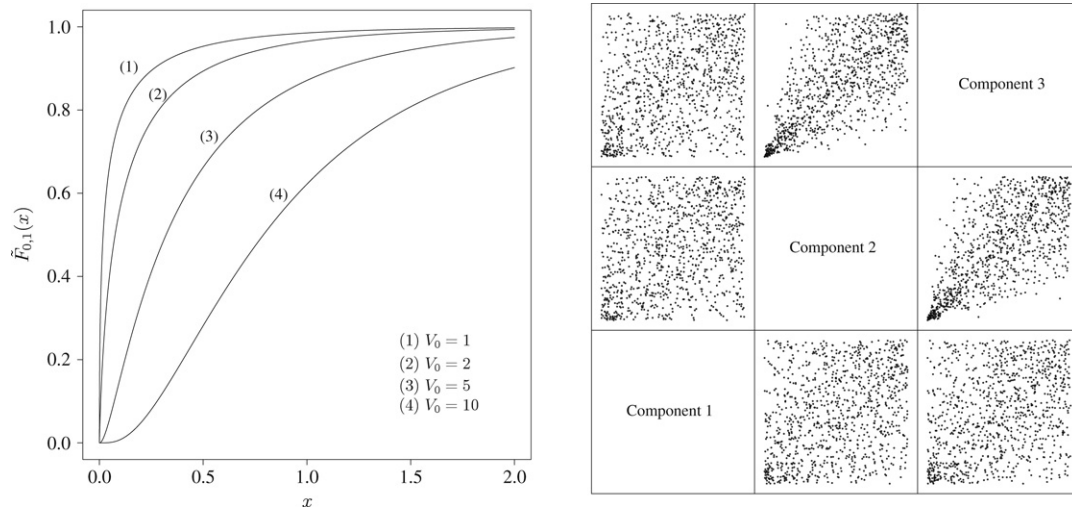 1.0
0.8
0.6
0.4
0.2
0.0
F̃₀,₁(x)
(1)
(2)
(3)
(4)
(1) V₀ = 1
(2) V₀ = 2
(3) V₀ = 5
(4) V₀ = 10
0.0 0.5 1.0 1.5 2.0
x
Component 3
Component 2
Component 1